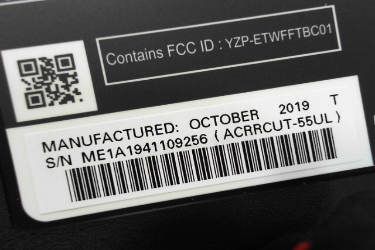 Contains FCC ID : YZP-ETWFFTBC01
MANUFACTURED: OCTOBER 2019 T
S/N ME1A1941109256 ( ACRRCUT-55UL )